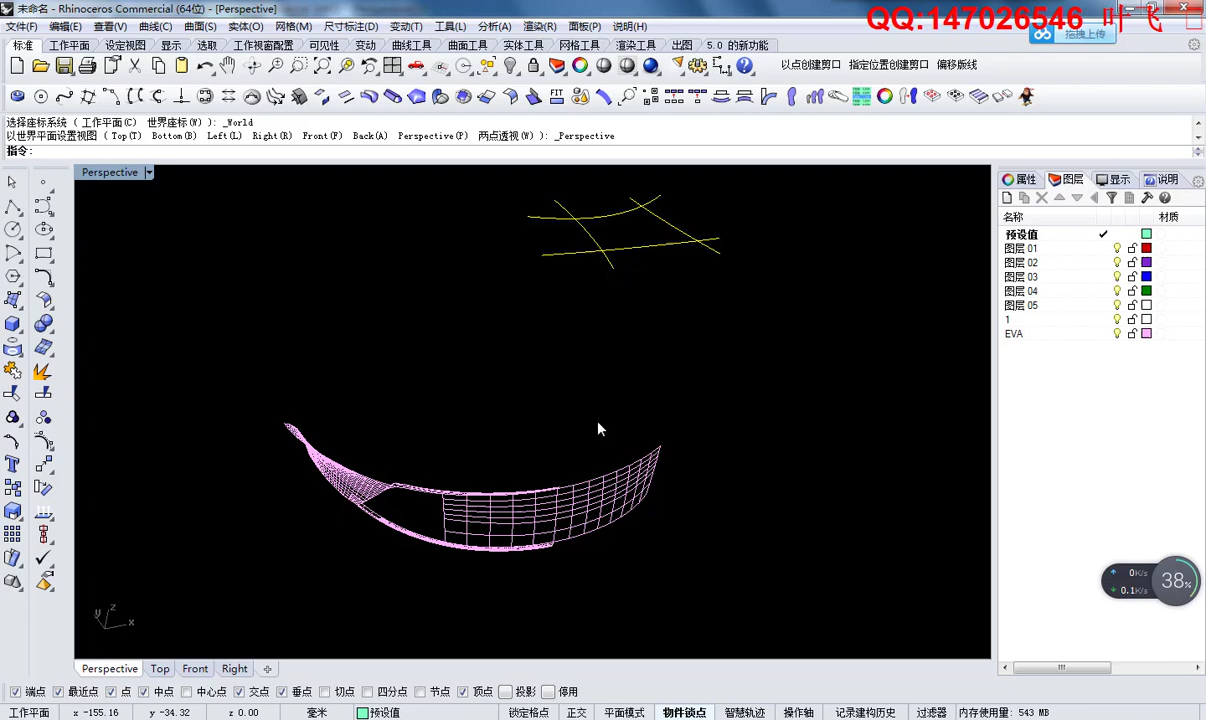 未命名 - Rhinoceros Commercial (64位) - [Perspective]
QQ:147026546 叶飞
文件(F) 编辑(E) 查看(V) 曲线(C) 曲面(S) 实体(O) 网格(M) 尺寸标注(D) 变动(T) 工具(L) 分析(A) 渲染(R) 面板(P) 说明(H)
拖拽上传
标准 工作平面 设定视图 显示 选取 工作视窗配置 可见性 变动 曲线工具 曲面工具 实体工具 网格工具 渲染工具 出图 5.0 的新功能
以点创建剪口 指定位置创建剪口 偏移版线
FIT
选择座标系统 ( 工作平面(C) 世界座标(W) ): _World
以世界平面设置视图 ( Top(T) Bottom(B) Left(L) Right(R) Front(F) Back(A) Perspective(P) 两点透视(W) ): _Perspective
指令:
Perspective
属性 图层 显示 说明
名称 材质
预设值
图层 01
图层 02
图层 03
图层 04
图层 05
1
EVA
0K/s
0.1K/s
38%
z
y
x
Perspective Top Front Right
端点 最近点 点 中点 中心点 交点 垂点 切点 四分点 节点 顶点 投影 停用
工作平面 x -155.16 y -34.32 z 0.00 毫米 预设值 锁定格点 正交 平面模式 物件锁点 智慧轨迹 操作轴 记录建构历史 过滤器 内存使用量: 543 MB